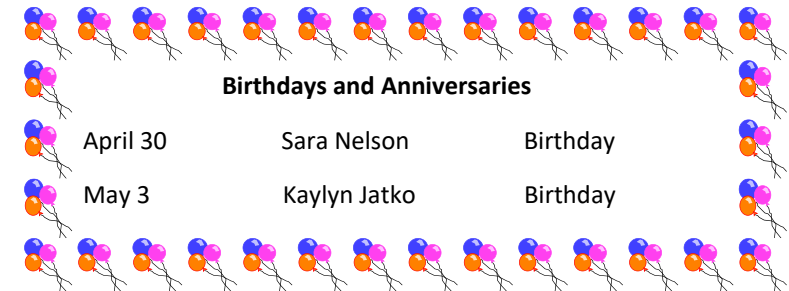 Birthdays and Anniversaries
April 30 Sara Nelson Birthday
May 3 Kaylyn Jatko Birthday